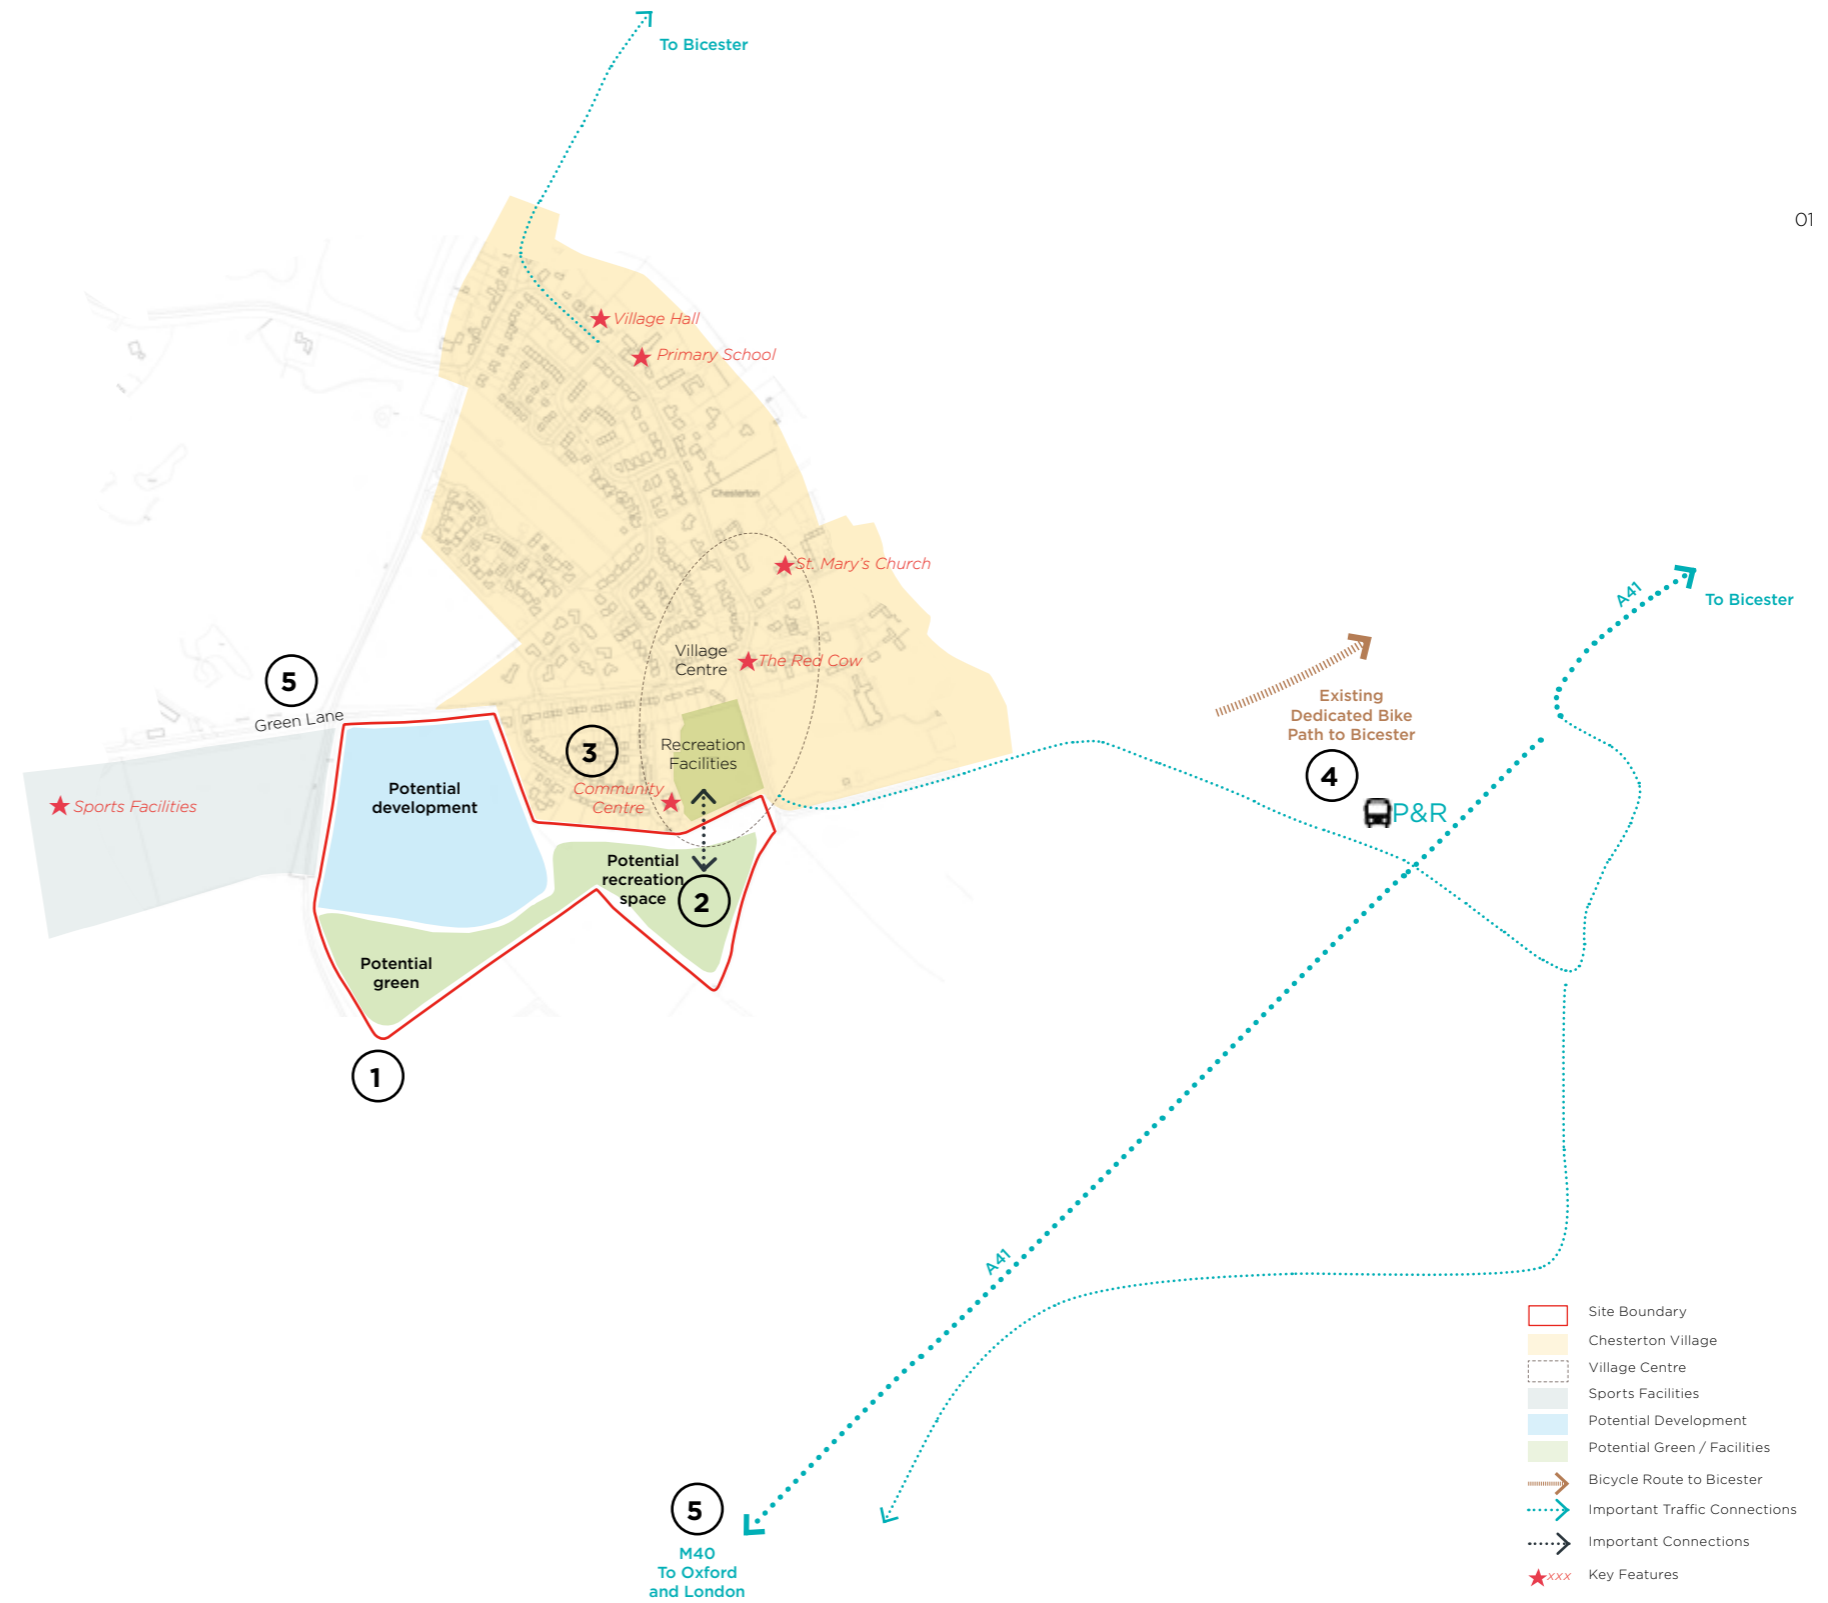 To Bicester
01
Village Hall
Primary School
Chesterton
St. Mary's Church
A41
To Bicester
Village
Centre
The Red Cow
5
Green Lane
Existing
Dedicated Bike
Path to Bicester
4
P&R
3
Recreation
Facilities
Community
Centre
Sports Facilities
Potential
development
Potential
recreation
space
2
Potential
green
1
A41
5
M40
To Oxford
and London
Site Boundary
Chesterton Village
Village Centre
Sports Facilities
Potential Development
Potential Green / Facilities
Bicycle Route to Bicester
Important Traffic Connections
Important Connections
xxx Key Features